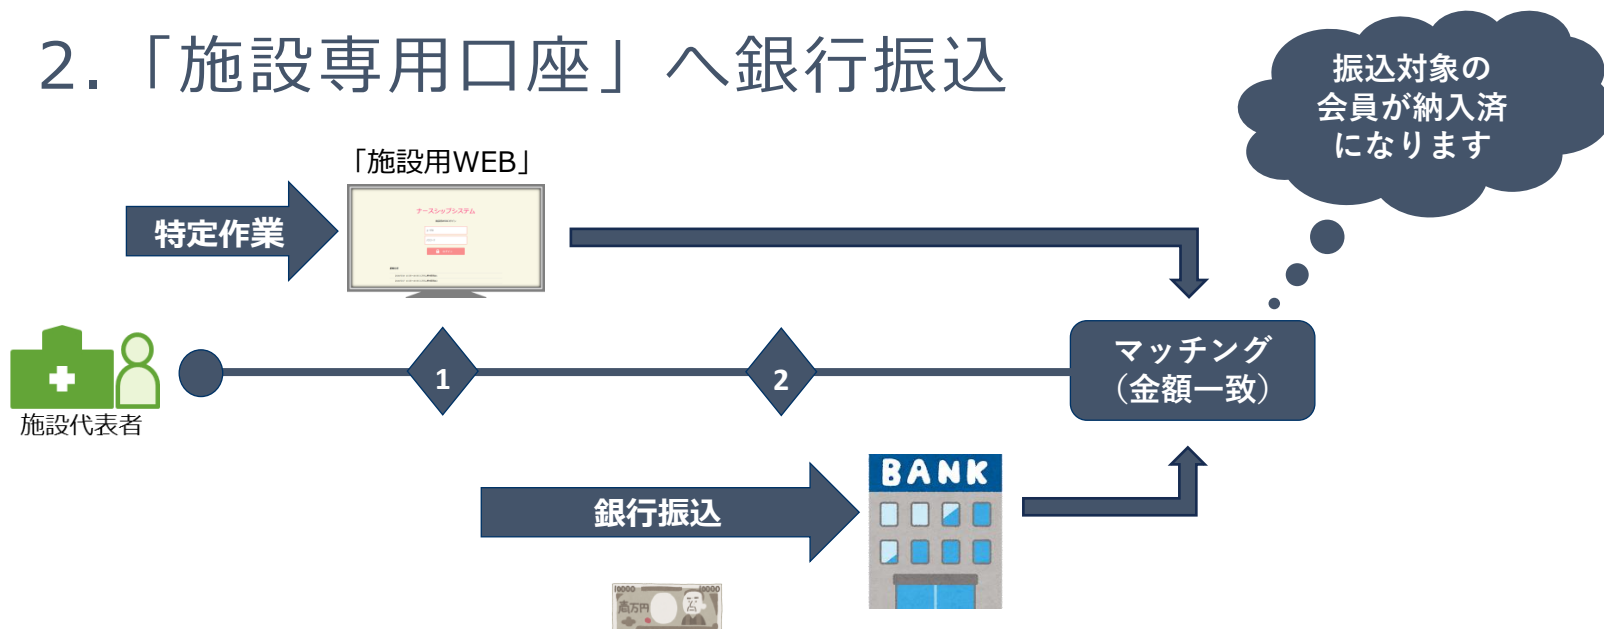 2.「施設専用口座」へ銀行振込
振込対象の
会員が納入済
になります
「施設用WEB」
特定作業
ナースシップシステム
1
2
マッチング
（金額一致）
施設代表者
BANK
銀行振込
10000
10000
壱万円